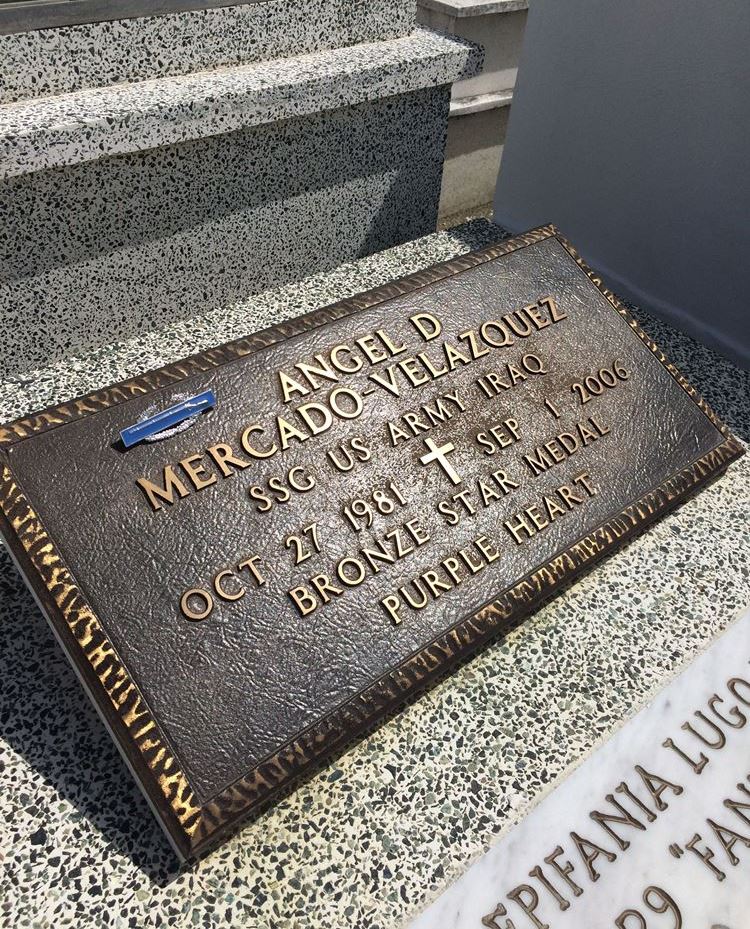 ANGEL D
MERCADO-VELAZQUEZ
SSG US ARMY IRAQ
OCT 27 1981 SEP 1 2006
BRONZE STAR MEDAL
PURPLE HEART
EPIFANIA LUGO